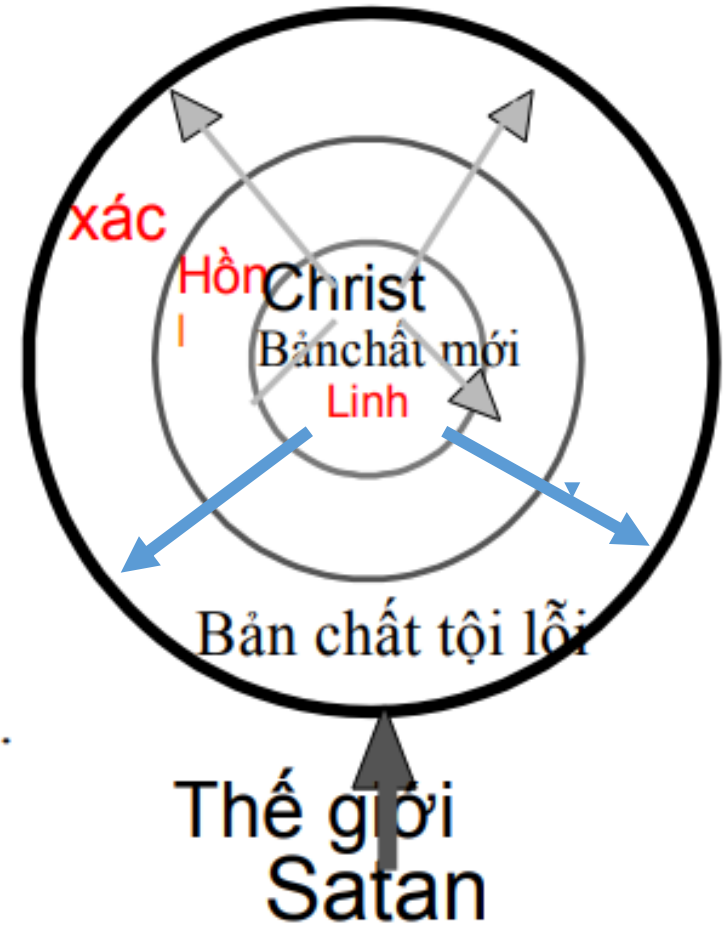 xác
Hồn
l
Christ
Bảnchất mới
Linh
Bản chất tội lỗi
.
Thế giới
Satan